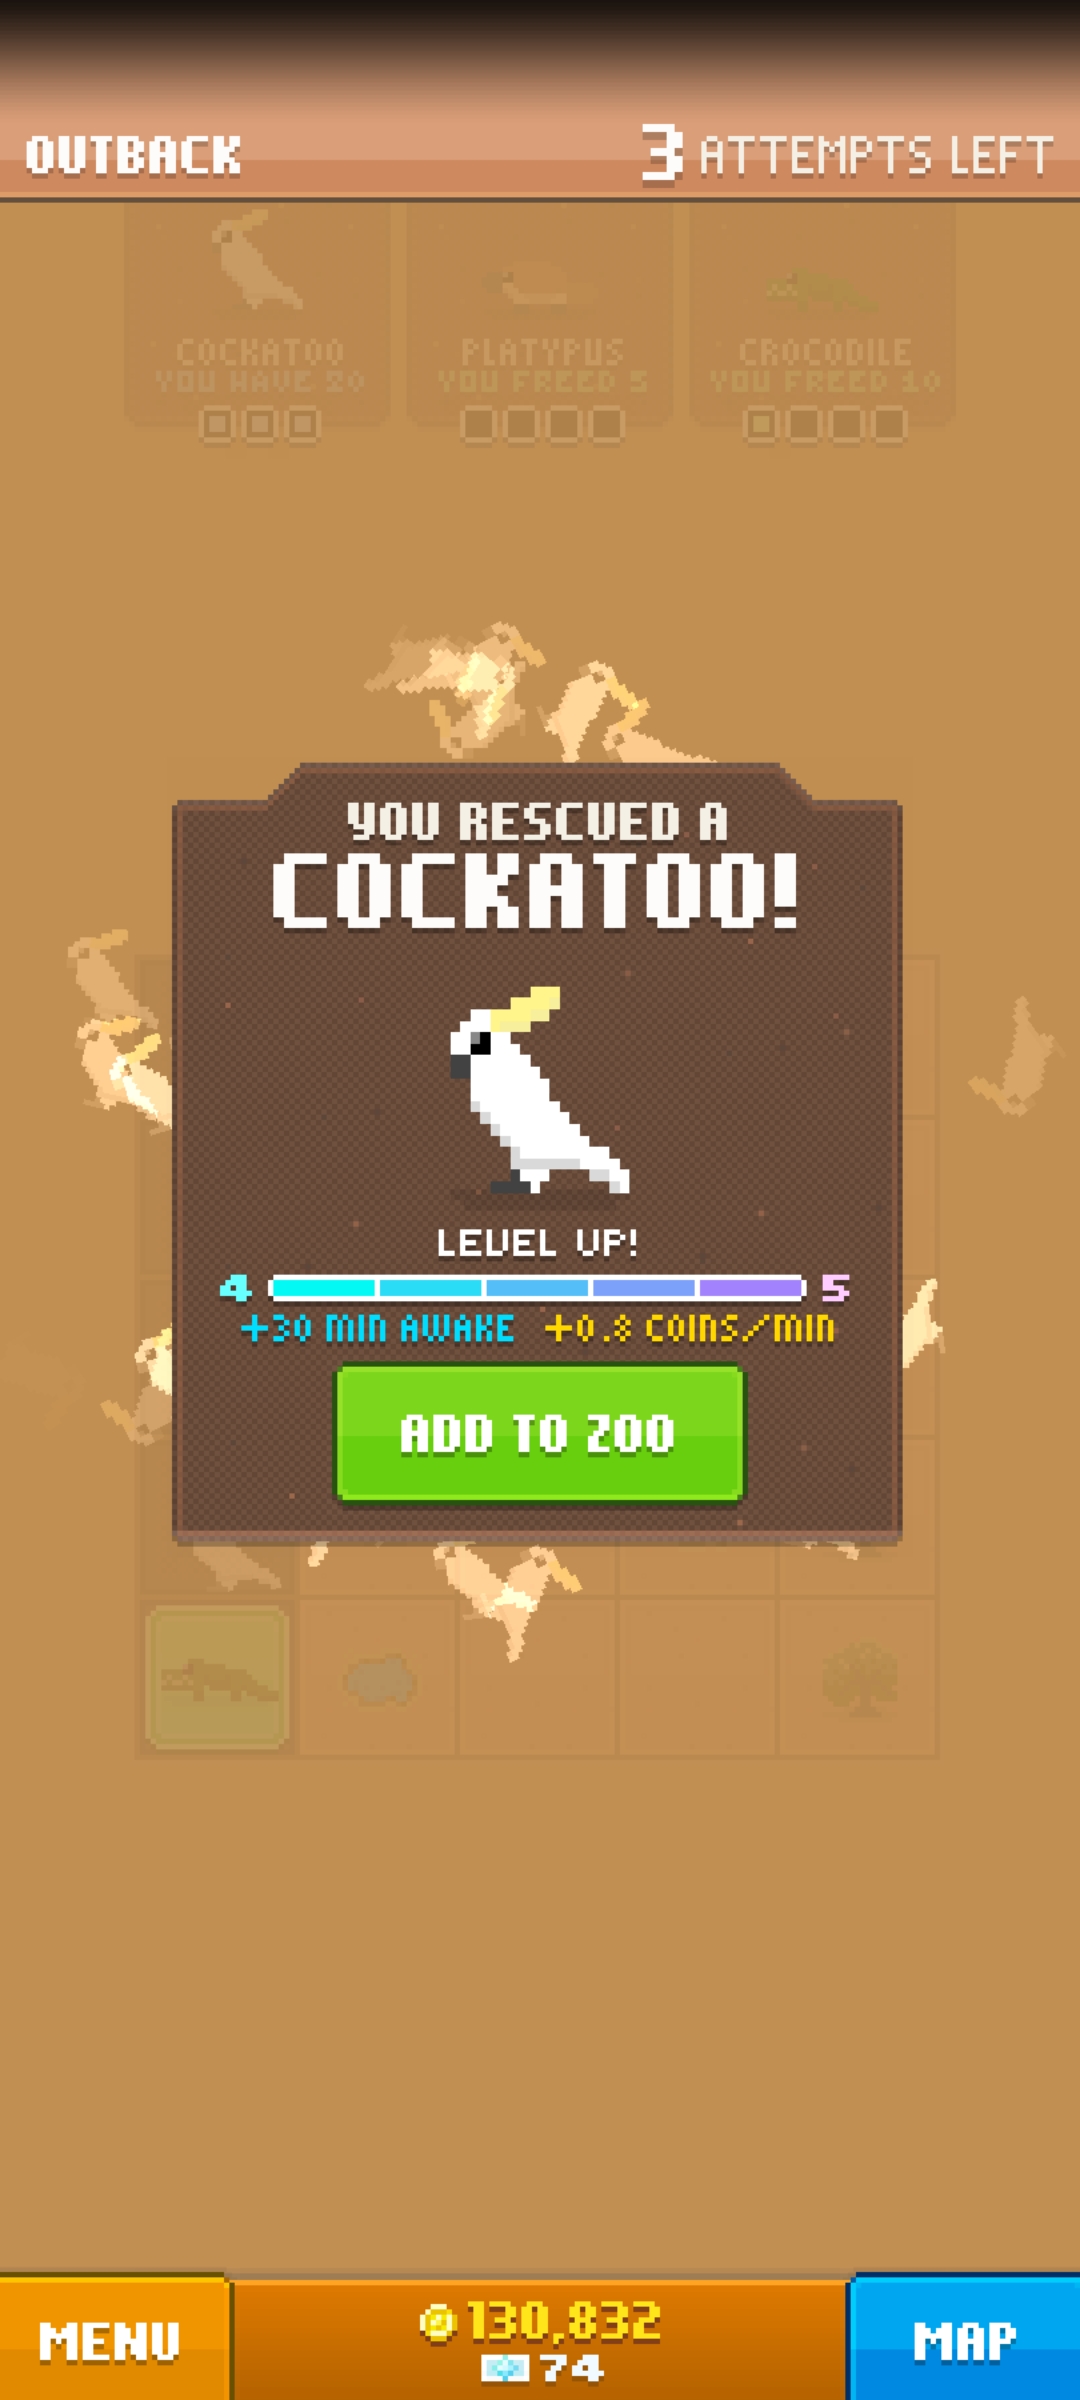 OUTBACK
3 ATTEMPTS LEFT
COCKATOO
YOU HAVE 20
PLATYPUS
YOU FREED 5
CROCODILE
YOU FREED 10
YOU RESCUED A
COCKATOO!
LEVEL UP!
4 5
+30 MIN AWAKE +0.8 COINS/MIN
ADD TO ZOO
MENU
130,832
74
MAP